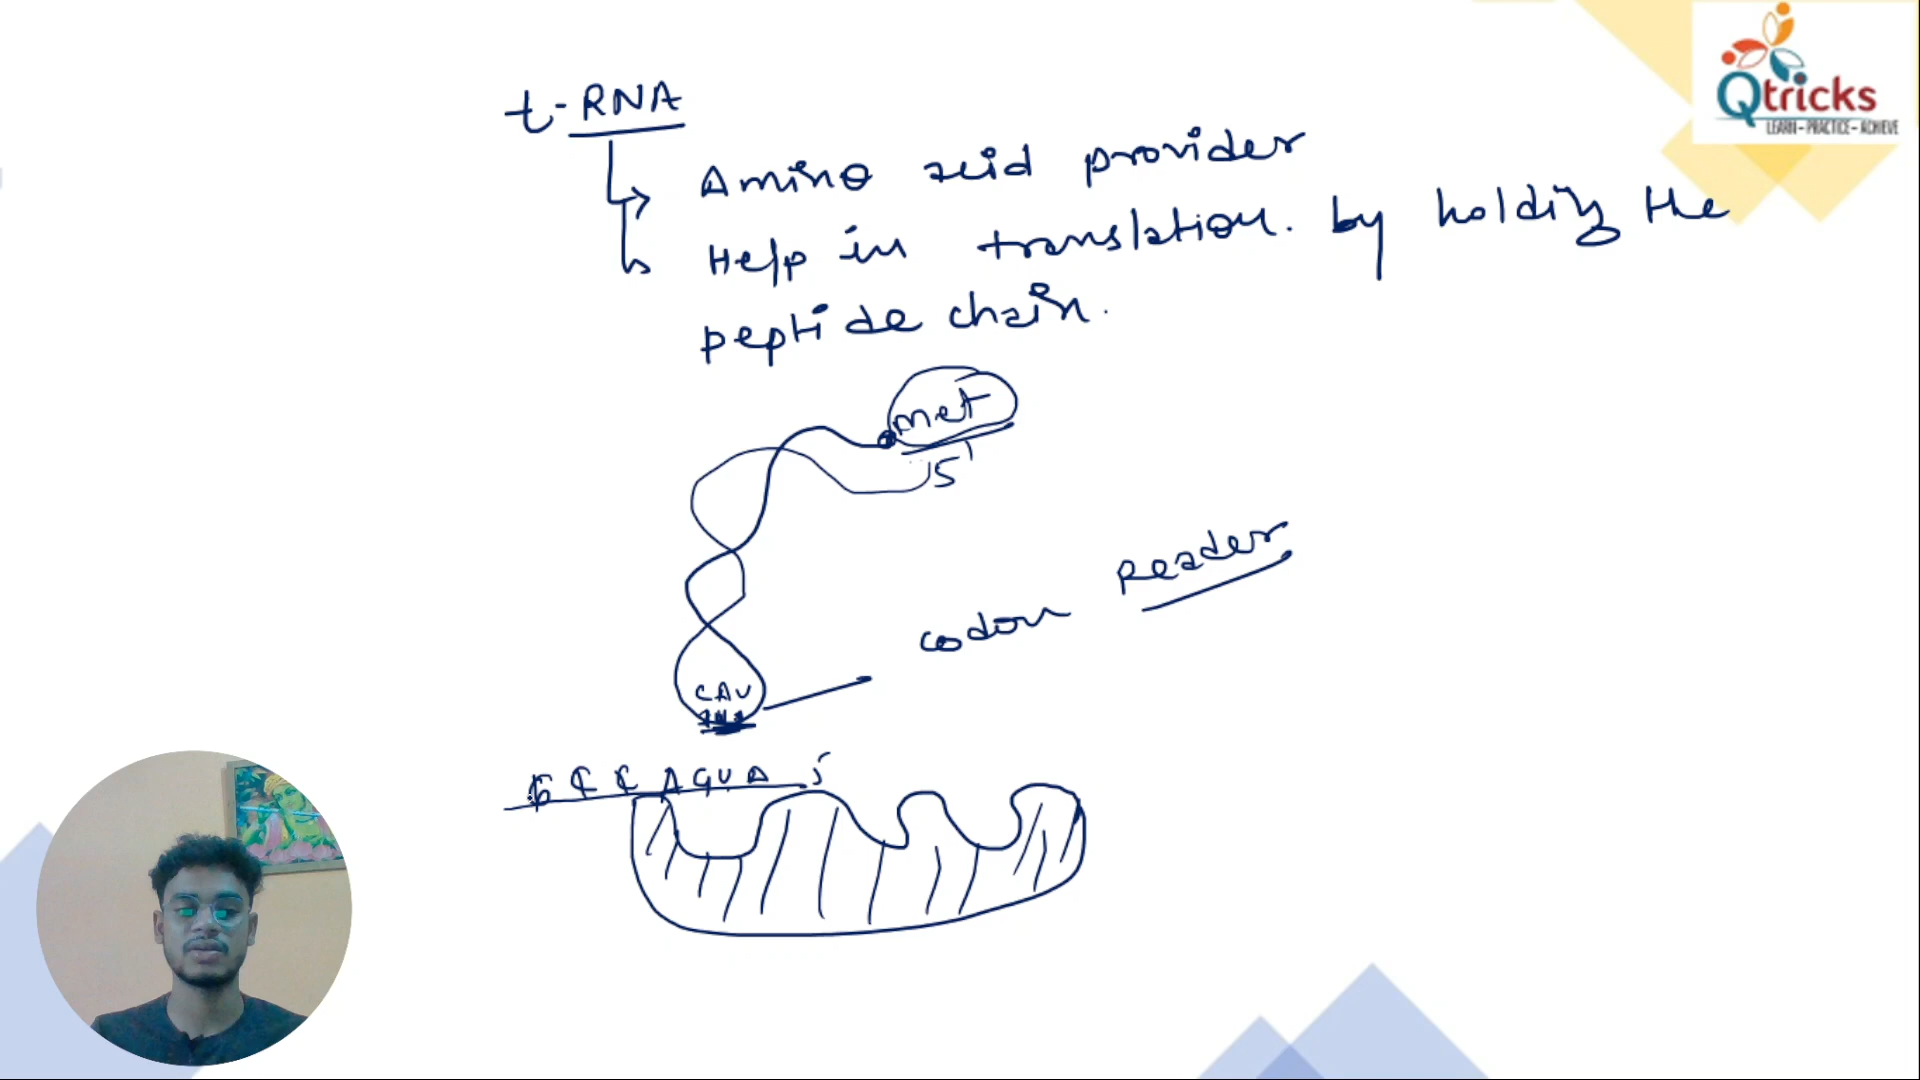 t-RNA
Qtricks
LEARN-PRACTICE-ACHIEVE
Amino acid provider
Help in translation. by holding the
peptide chain.
met
5'
codon Reader
CAU
G C C A G U A 5'